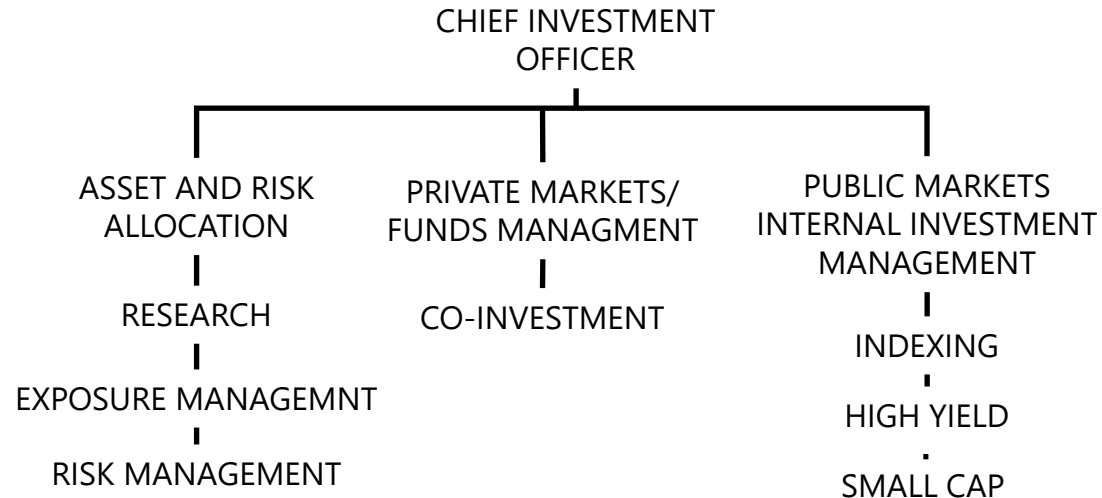 CHIEF INVESTMENT
OFFICER
ASSET AND RISK
ALLOCATION
RESEARCH
EXPOSURE MANAGEMNT
RISK MANAGEMENT
PRIVATE MARKETS/
FUNDS MANAGMENT
CO-INVESTMENT
PUBLIC MARKETS
INTERNAL INVESTMENT
MANAGEMENT
INDEXING
HIGH YIELD
SMALL CAP